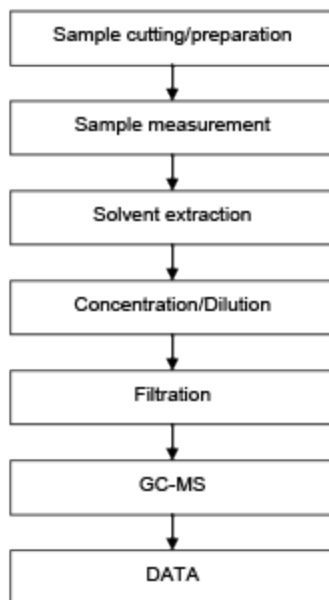 Sample cutting/preparation
Sample measurement
Solvent extraction
Concentration/Dilution
Filtration
GC-MS
DATA